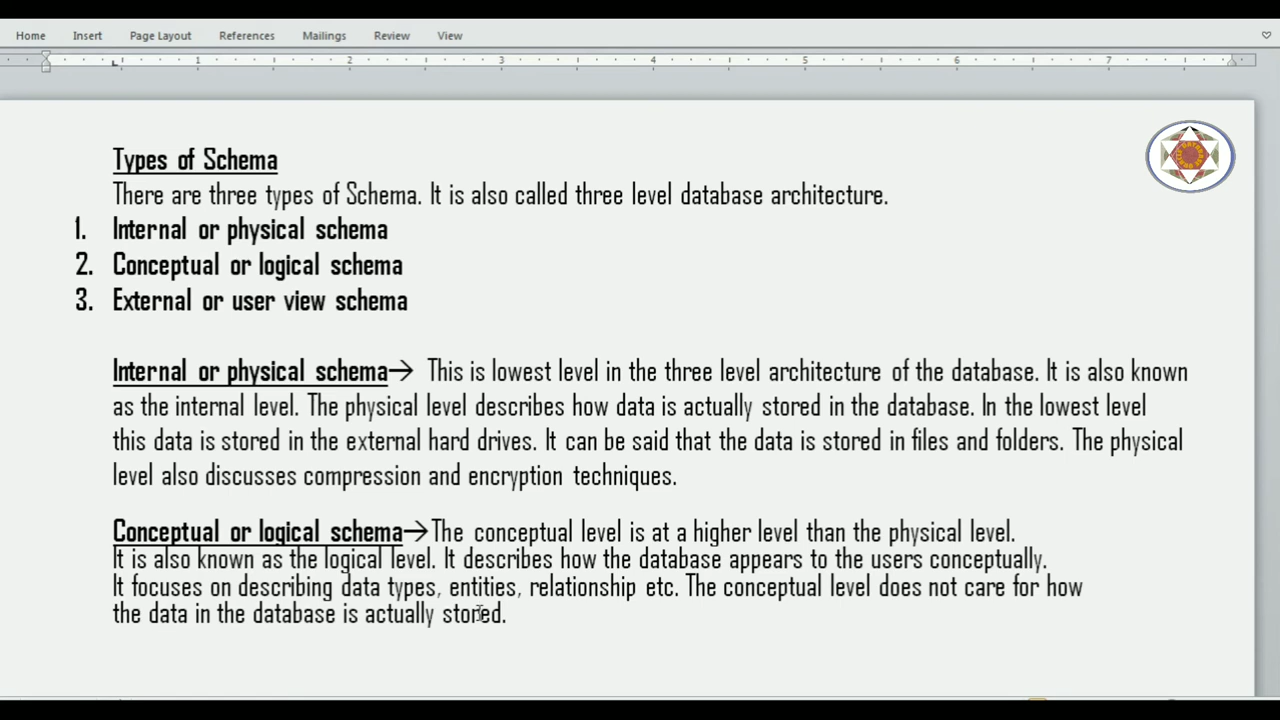 Home Insert Page Layout References Mailings Review View
1 2 3 4 5 6 7
Types of Schema
There are three types of Schema. It is also called three level database architecture.
1. Internal or physical schema
2. Conceptual or logical schema
3. External or user view schema
Internal or physical schema→ This is lowest level in the three level architecture of the database. It is also known
as the internal level. The physical level describes how data is actually stored in the database. In the lowest level
this data is stored in the external hard drives. It can be said that the data is stored in files and folders. The physical
level also discusses compression and encryption techniques.
Conceptual or logical schema→The conceptual level is at a higher level than the physical level.
It is also known as the logical level. It describes how the database appears to the users conceptually.
It focuses on describing data types, entities, relationship etc. The conceptual level does not care for how
the data in the database is actually stored.